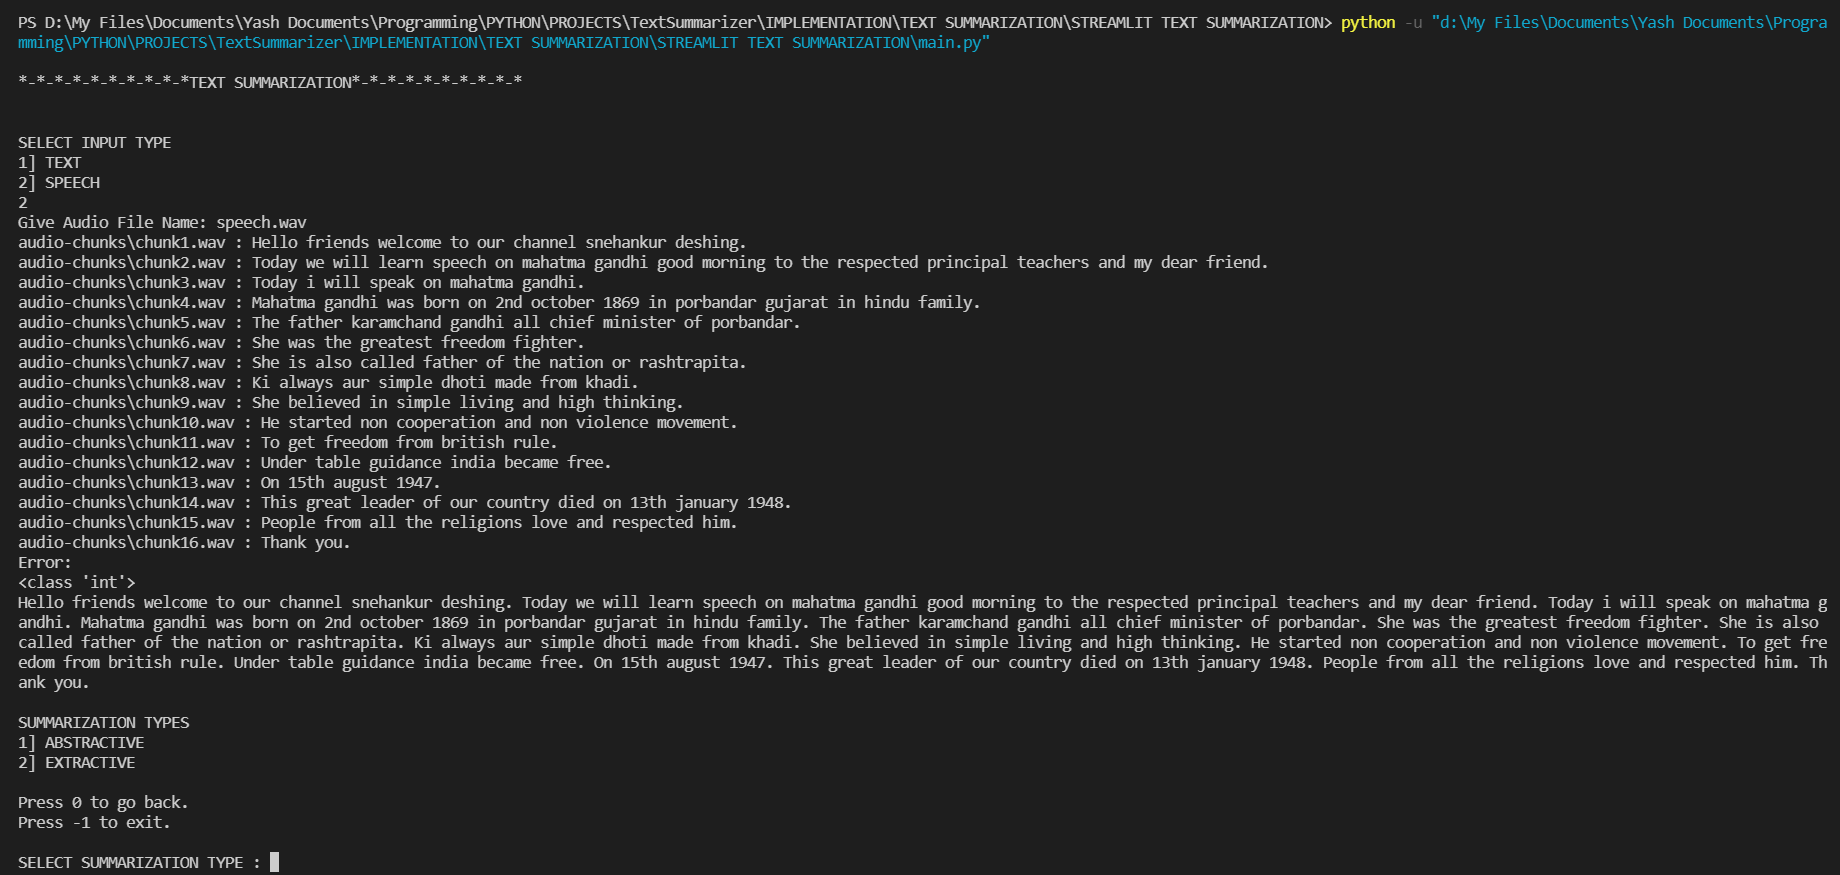 PS D:\My Files\Documents\Yash Documents\Programming\PYTHON\PROJECTS\TextSummarizer\IMPLEMENTATION\TEXT SUMMARIZATION\STREAMLIT TEXT SUMMARIZATION> python -u "d:\My Files\Documents\Yash Documents\Progra
mming\PYTHON\PROJECTS\TextSummarizer\IMPLEMENTATION\TEXT SUMMARIZATION\STREAMLIT TEXT SUMMARIZATION\main.py"
*-*-*-*-*-*-*-*-*-*TEXT SUMMARIZATION*-*-*-*-*-*-*-*-*-*
SELECT INPUT TYPE
1] TEXT
2] SPEECH
2
Give Audio File Name: speech.wav
audio-chunks\chunk1.wav : Hello friends welcome to our channel snehankur deshing.
audio-chunks\chunk2.wav : Today we will learn speech on mahatma gandhi good morning to the respected principal teachers and my dear friend.
audio-chunks\chunk3.wav : Today i will speak on mahatma gandhi.
audio-chunks\chunk4.wav : Mahatma gandhi was born on 2nd october 1869 in porbandar gujarat in hindu family.
audio-chunks\chunk5.wav : The father karamchand gandhi all chief minister of porbandar.
audio-chunks\chunk6.wav : She was the greatest freedom fighter.
audio-chunks\chunk7.wav : She is also called father of the nation or rashtrapita.
audio-chunks\chunk8.wav : Ki always aur simple dhoti made from khadi.
audio-chunks\chunk9.wav : She believed in simple living and high thinking.
audio-chunks\chunk10.wav : He started non cooperation and non violence movement.
audio-chunks\chunk11.wav : To get freedom from british rule.
audio-chunks\chunk12.wav : Under table guidance india became free.
audio-chunks\chunk13.wav : On 15th august 1947.
audio-chunks\chunk14.wav : This great leader of our country died on 13th january 1948.
audio-chunks\chunk15.wav : People from all the religions love and respected him.
audio-chunks\chunk16.wav : Thank you.
Error:
<class 'int'>
Hello friends welcome to our channel snehankur deshing. Today we will learn speech on mahatma gandhi good morning to the respected principal teachers and my dear friend. Today i will speak on mahatma g
andhi. Mahatma gandhi was born on 2nd october 1869 in porbandar gujarat in hindu family. The father karamchand gandhi all chief minister of porbandar. She was the greatest freedom fighter. She is also
called father of the nation or rashtrapita. Ki always aur simple dhoti made from khadi. She believed in simple living and high thinking. He started non cooperation and non violence movement. To get fre
edom from british rule. Under table guidance india became free. On 15th august 1947. This great leader of our country died on 13th january 1948. People from all the religions love and respected him. Th
ank you.
SUMMARIZATION TYPES
1] ABSTRACTIVE
2] EXTRACTIVE
Press 0 to go back.
Press -1 to exit.
SELECT SUMMARIZATION TYPE :